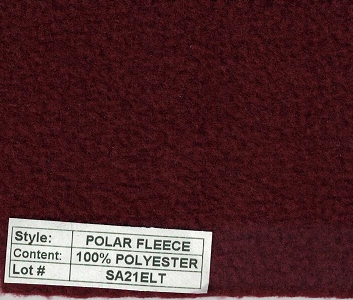 Style: POLAR FLEECE
Content: 100% POLYESTER
Lot # SA21ELT